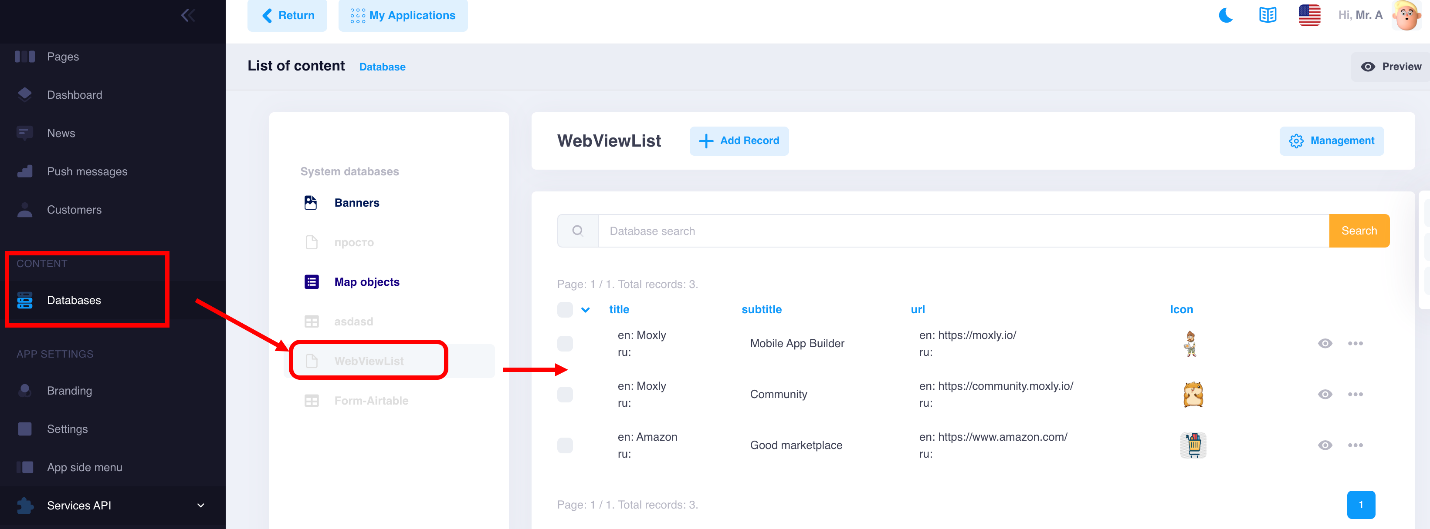 Return
My Applications
Hi, Mr. A
Pages
Dashboard
News
Push messages
Customers
CONTENT
Databases
APP SETTINGS
Branding
Settings
App side menu
Services API
List of content
Database
Preview
System databases
Banners
просто
Map objects
asdasd
WebViewList
Form-Airtable
WebViewList
Add Record
Management
Database search
Search
Page: 1 / 1. Total records: 3.
title subtitle url Icon
en: Moxly
ru:
Mobile App Builder
en: https://moxly.io/
ru:
en: Moxly
ru:
Community
en: https://community.moxly.io/
ru:
en: Amazon
ru:
Good marketplace
en: https://www.amazon.com/
ru:
Page: 1 / 1. Total records: 3.
1